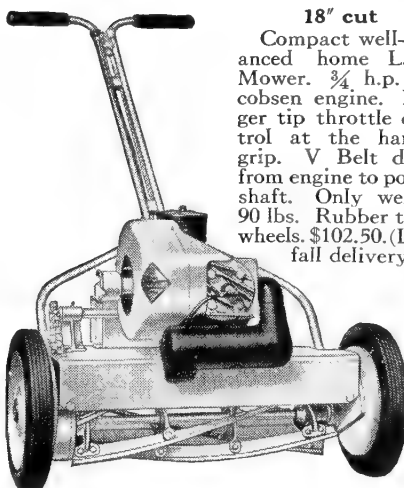 18" cut
Compact well-
anced home L
Mower. ¾ h.p.
cobsen engine.
ger tip throttle
trol at the han
grip. V Belt d
from engine to po
shaft. Only we
90 lbs. Rubber t
wheels. $102.50. (L
fall delivery